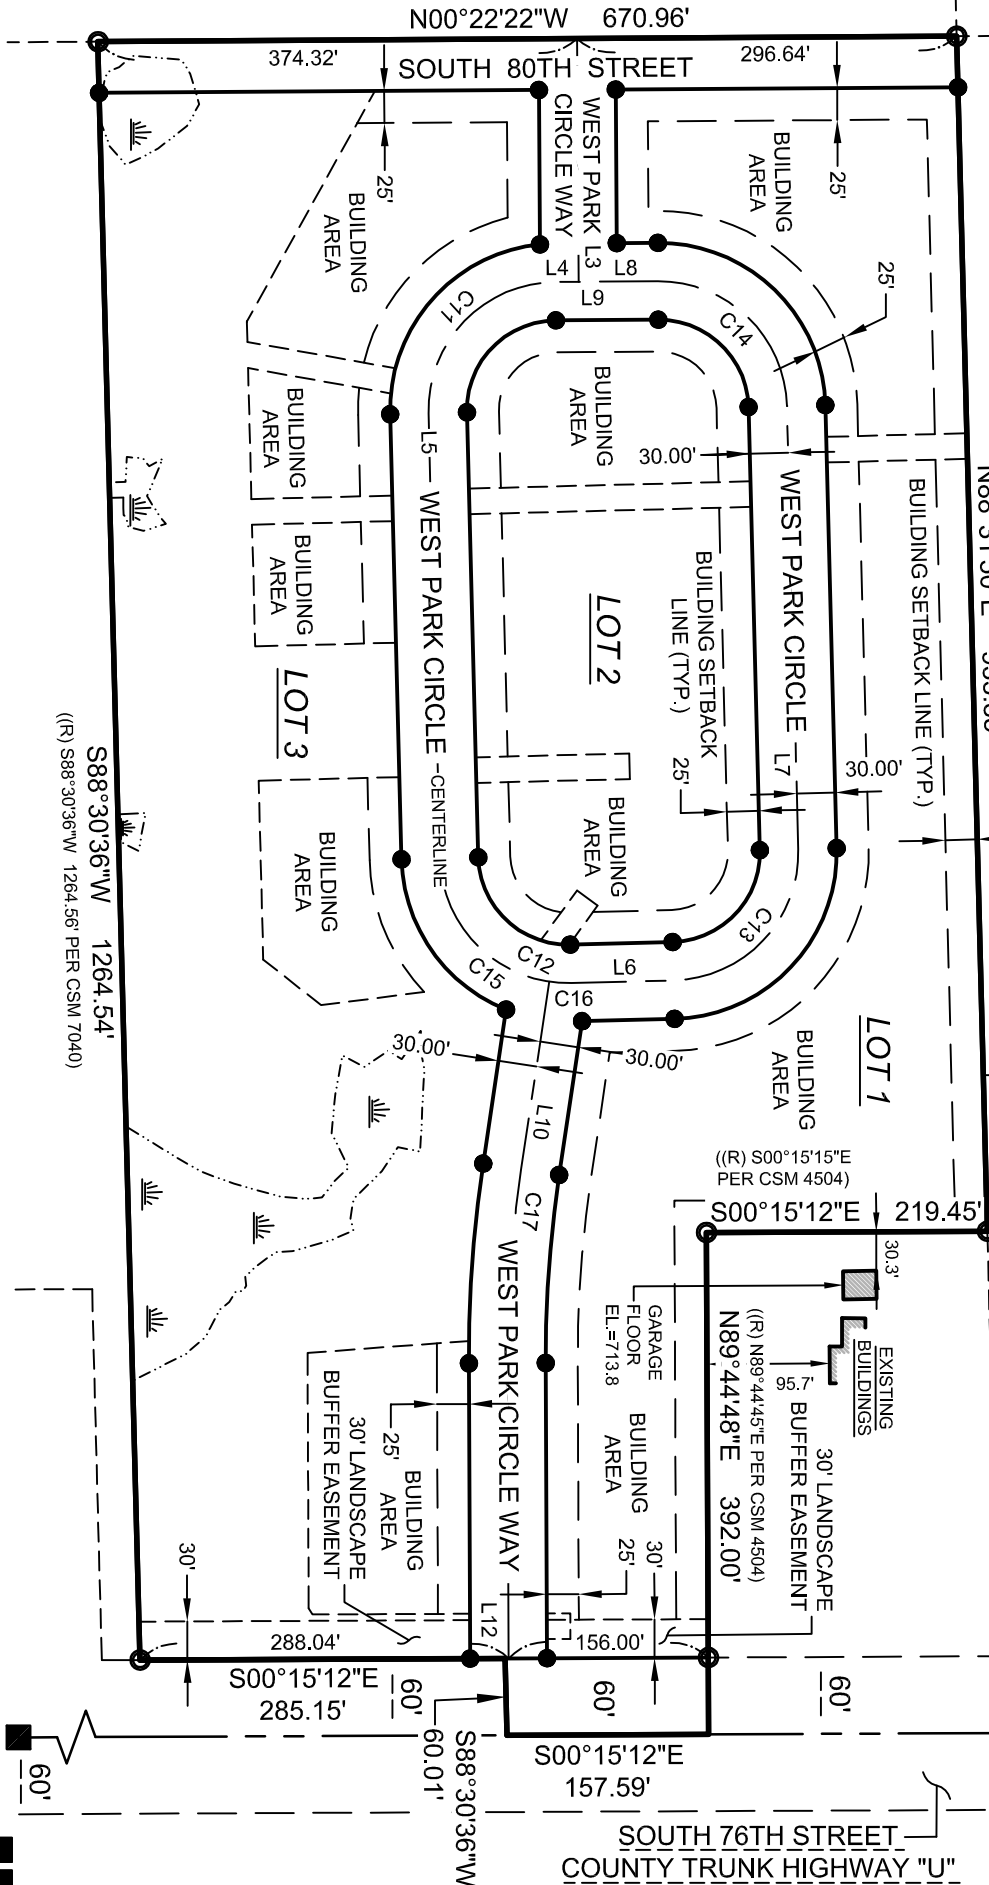 N00°22'22"W 670.96'
374.32'
296.64'
SOUTH 80TH STREET
WEST PARK
CIRCLE WAY
25'
25'
BUILDING
AREA
BUILDING
AREA
L3
L4
L8
L9
25'
C11
C14
BUILDING
AREA
BUILDING
AREA
L5
30.00'
WEST PARK CIRCLE
WEST PARK CIRCLE
BUILDING SETBACK LINE (TYP.)
BUILDING
AREA
LOT 2
BUILDING SETBACK
LINE (TYP.)
LOT 3
L7
30.00'
25'
CENTERLINE
S88°30'36"W 1264.54'
((R) S88°30'36"W 1264.56' PER CSM 7040)
BUILDING
AREA
BUILDING
AREA
C13
C12
L6
C15
C16
30.00'
30.00'
LOT 1
BUILDING
AREA
L10
((R) S00°15'15"E
PER CSM 4504)
S00°15'12"E 219.45'
C17
30.3'
WEST PARK CIRCLE WAY
GARAGE
FLOOR
EL.=713.8
EXISTING
BUILDINGS
95.7'
((R) N89°44'45"E PER CSM 4504)
N89°44'48"E 392.00'
25'
BUILDING
AREA
30' LANDSCAPE
BUFFER EASEMENT
BUILDING
AREA
30' LANDSCAPE
BUFFER EASEMENT
30'
25'
30'
L12
288.04'
156.00'
S00°15'12"E
285.15'
60'
60'
60'
S88°30'36"W
60.01'
S00°15'12"E
157.59'
60'
SOUTH 76TH STREET
COUNTY TRUNK HIGHWAY "U"